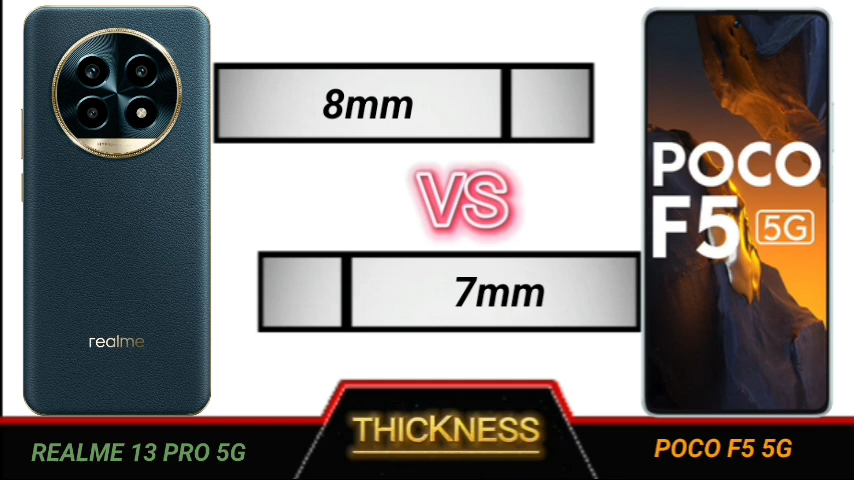 8mm
VS
7mm
POCO
F5 5G
realme
THICKNESS
REALME 13 PRO 5G
POCO F5 5G